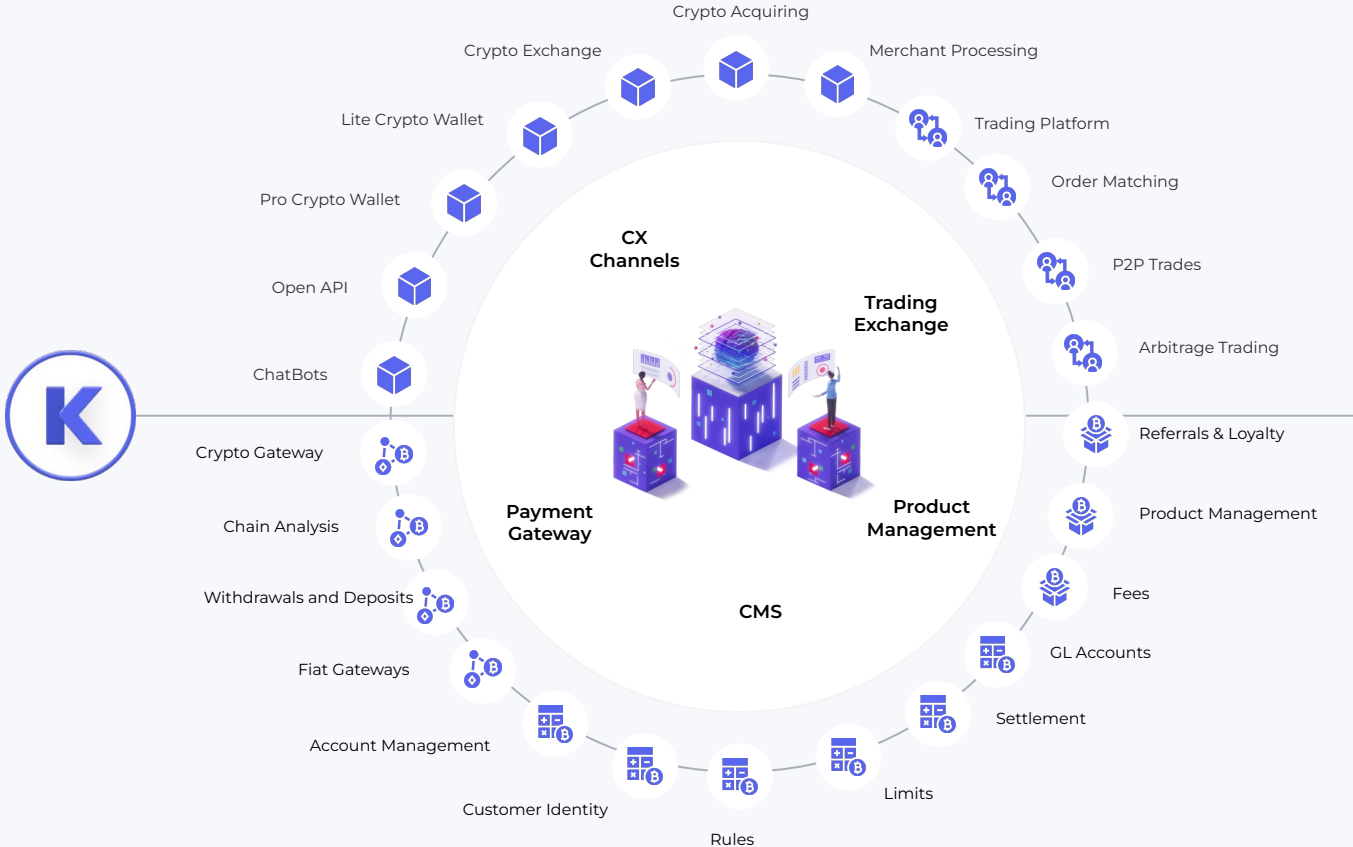 Crypto Acquiring
Crypto Exchange
Merchant Processing
Lite Crypto Wallet
Trading Platform
Pro Crypto Wallet
Order Matching
CX
Channels
Open API
P2P Trades
Trading
Exchange
ChatBots
Arbitrage Trading
K
Crypto Gateway
Referrals & Loyalty
Chain Analysis
Payment
Gateway
Product
Management
Product Management
Withdrawals and Deposits
CMS
Fees
Fiat Gateways
GL Accounts
Account Management
Settlement
Customer Identity
Limits
Rules